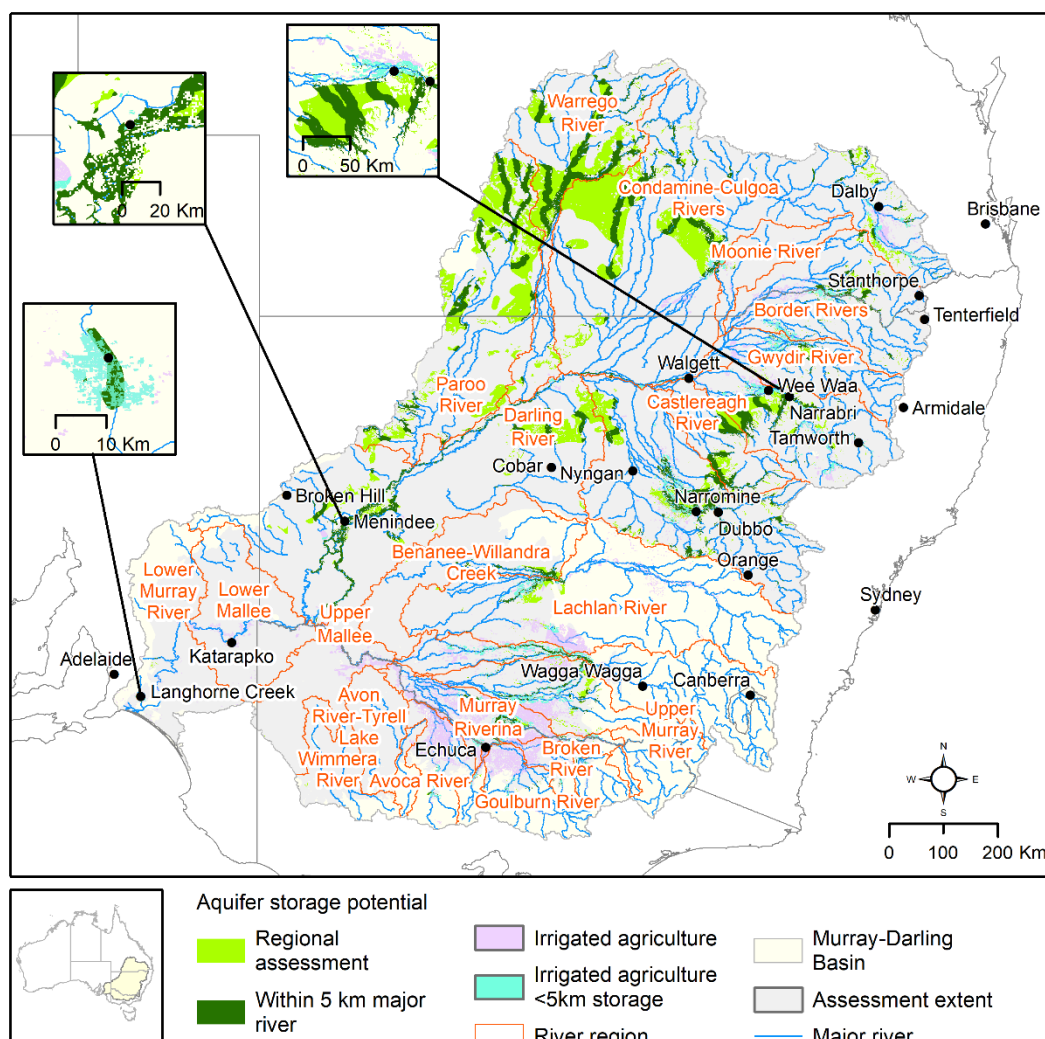 0 50 Km
0 20 Km
0 10 Km
Warrego
River
Condamine-Culgoa
Rivers
Dalby
Brisbane
Moonie River
Stanthorpe
Border Rivers
Tenterfield
Gwydir River
Walgett
Wee Waa
Paroo
River
Castlereagh
River
Narrabri
Armidale
Darling
River
Tamworth
Cobar
Nyngan
Broken Hill
Narromine
Menindee
Dubbo
Benanee-Willandra
Creek
Orange
Lower
Murray
River
Lower
Mallee
Upper
Mallee
Lachlan River
Sydney
Katarapko
Adelaide
Wagga Wagga
Canberra
Langhorne Creek
Avon
River-Tyrell
Lake
Murray
Riverina
Upper
Murray
River
Echuca
Broken
River
Wimmera
River
Avoca River
Goulburn River
N
W E
S
0 100 200 Km
Aquifer storage potential
Regional
assessment
Within 5 km major
river
Irrigated agriculture
Irrigated agriculture
<5km storage
River region
Murray-Darling
Basin
Assessment extent
Major river